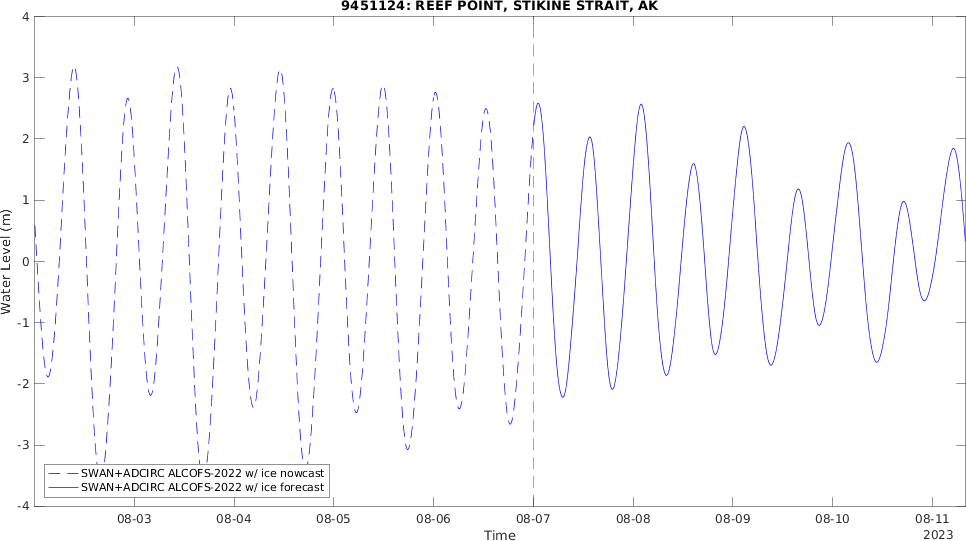 9451124: REEF POINT, STIKINE STRAIT, AK
4
3
2
1
0
-1
-2
-3
-4
Water Level (m)
SWAN+ADCIRC ALCOFS-2022 w/ ice nowcast
SWAN+ADCIRC ALCOFS-2022 w/ ice forecast
08-03 08-04 08-05 08-06 08-07 08-08 08-09 08-10 08-11
2023
Time